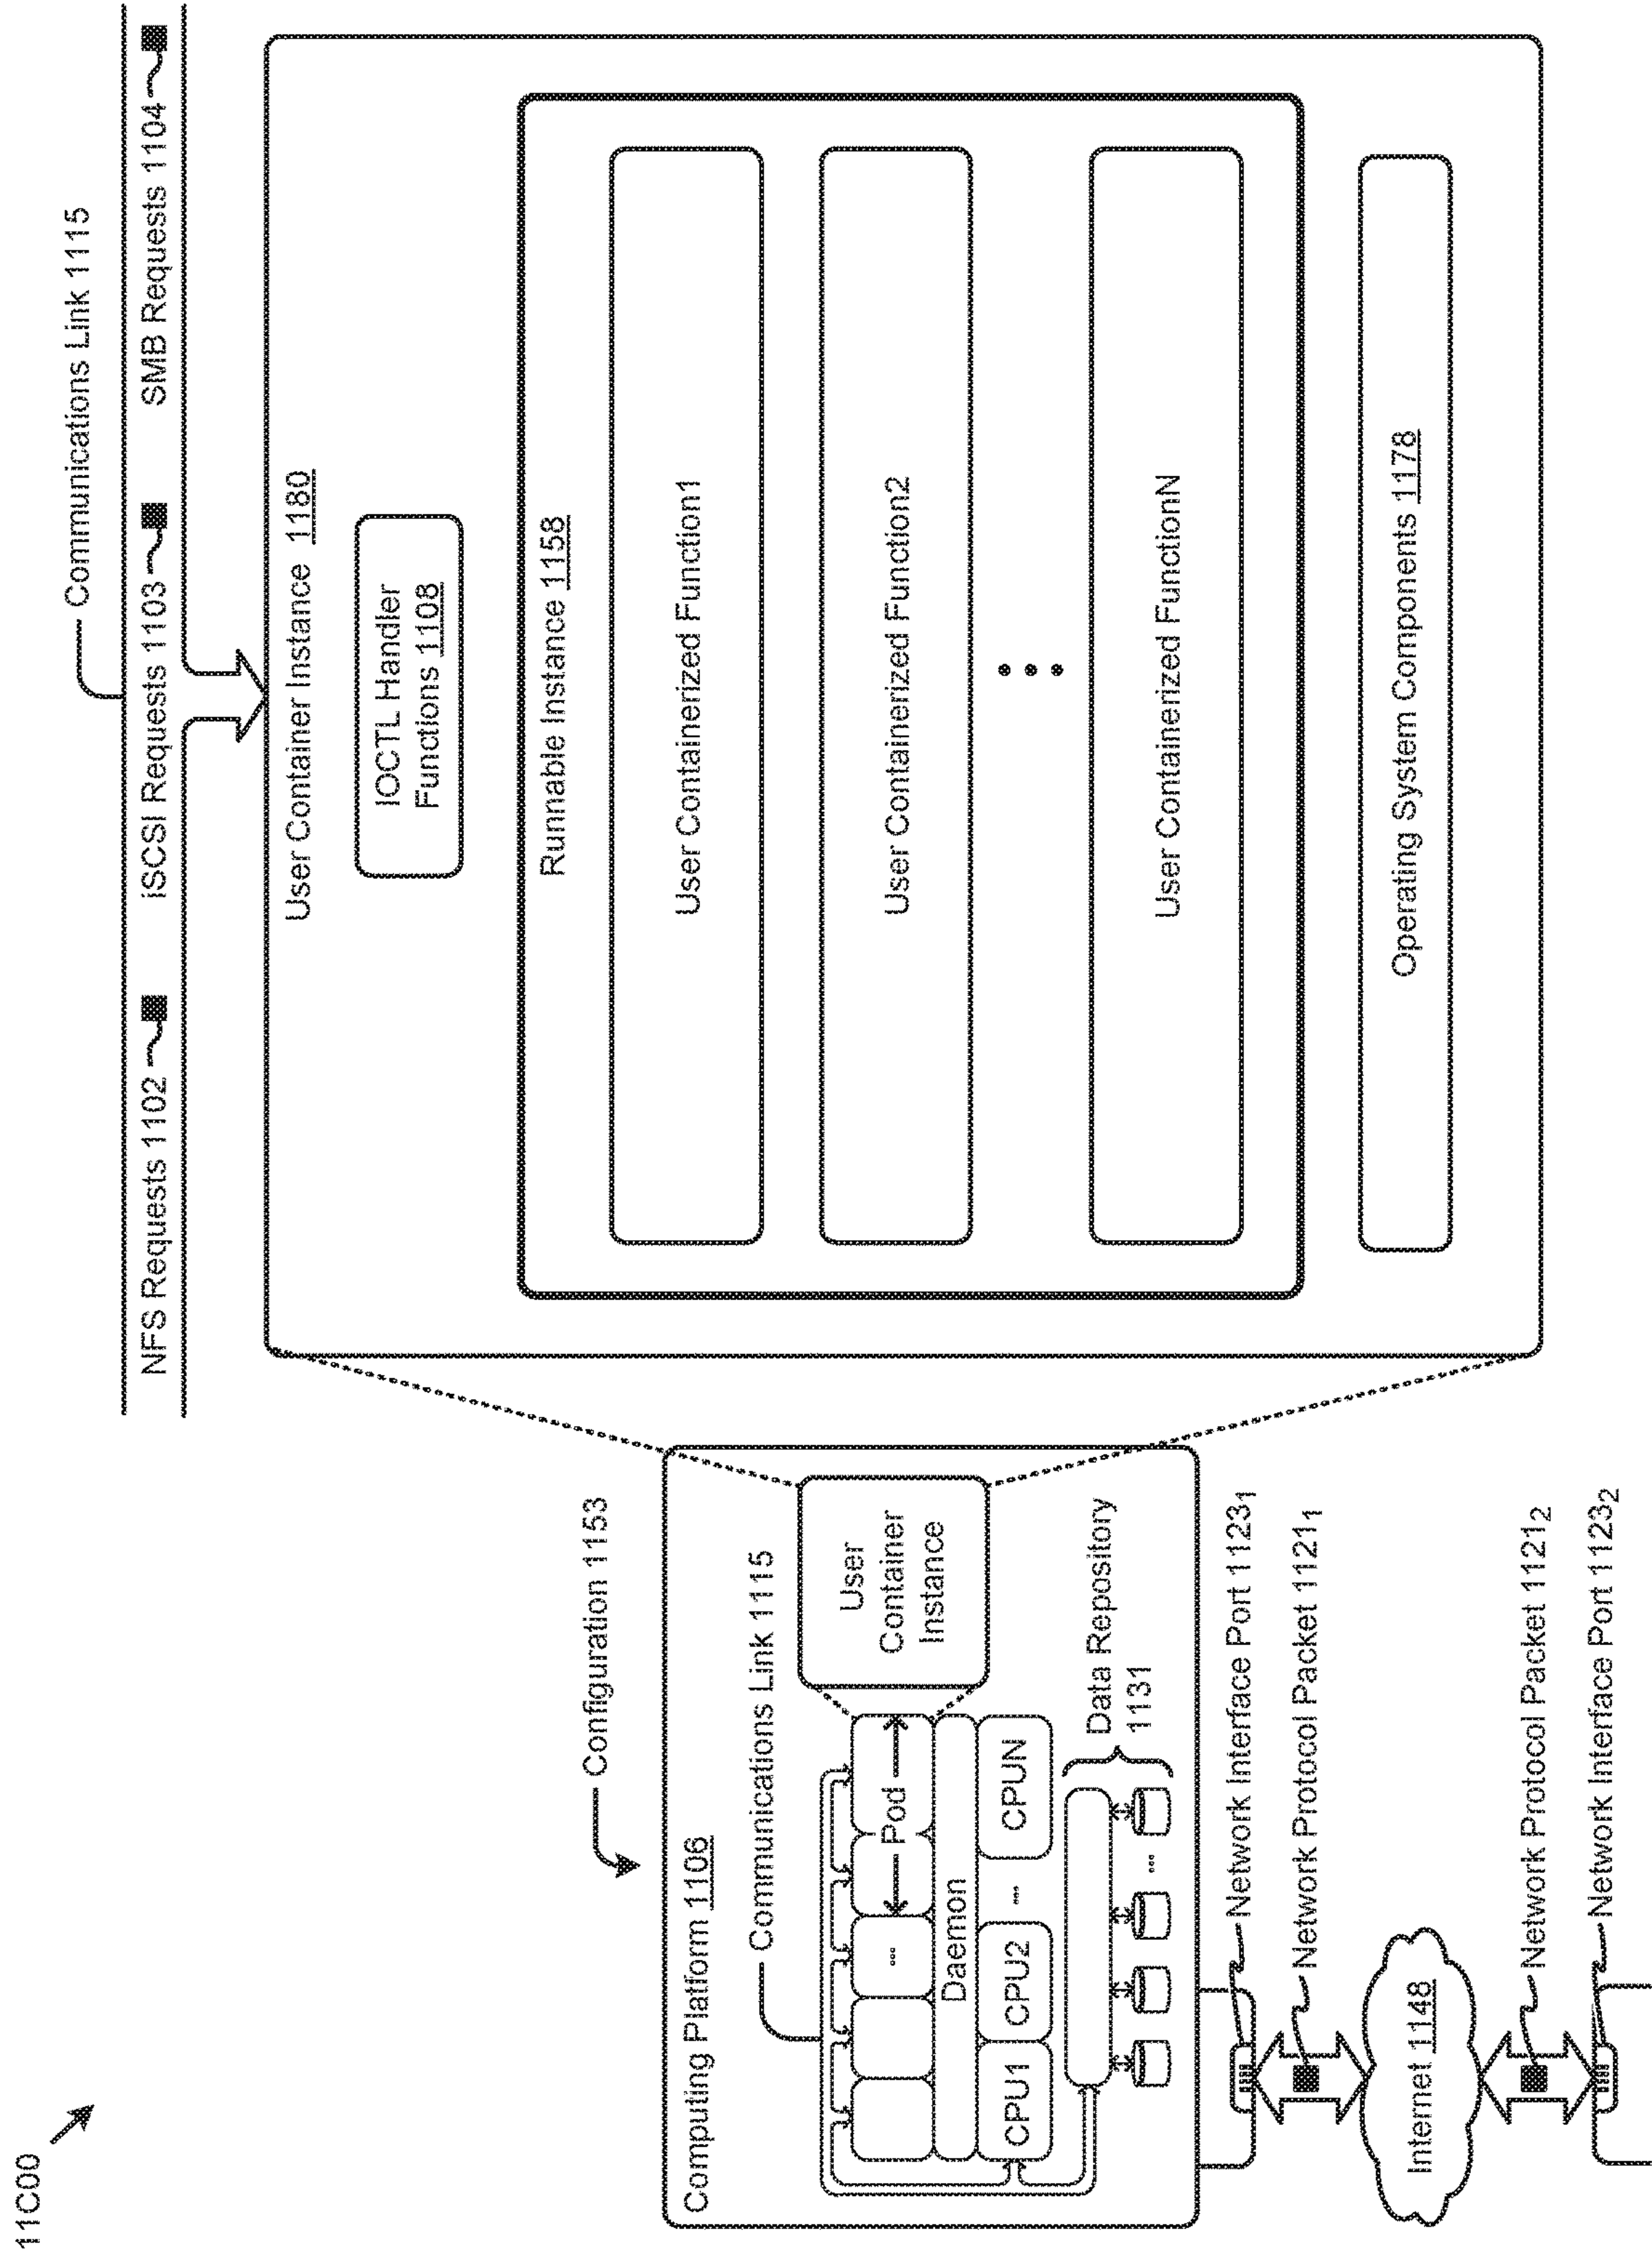 11C00
Communications Link 1115
NFS Requests 1102
iSCSI Requests 1103
SMB Requests 1104
User Container Instance 1180
IOCTL Handler
Functions 1108
Runnable Instance 1158
User Containerized Function1
User Containerized Function2
•••
User Containerized FunctionN
Operating System Components 1178
Configuration 1153
Computing Platform 1106
Communications Link 1115
User
Container
Instance
...
Pod
Daemon
CPU1
CPU2
...
CPUN
Data Repository
1131
...
Network Interface Port 1123₁
Network Protocol Packet 1121₁
Internet 1148
Network Protocol Packet 1121₂
Network Interface Port 1123₂